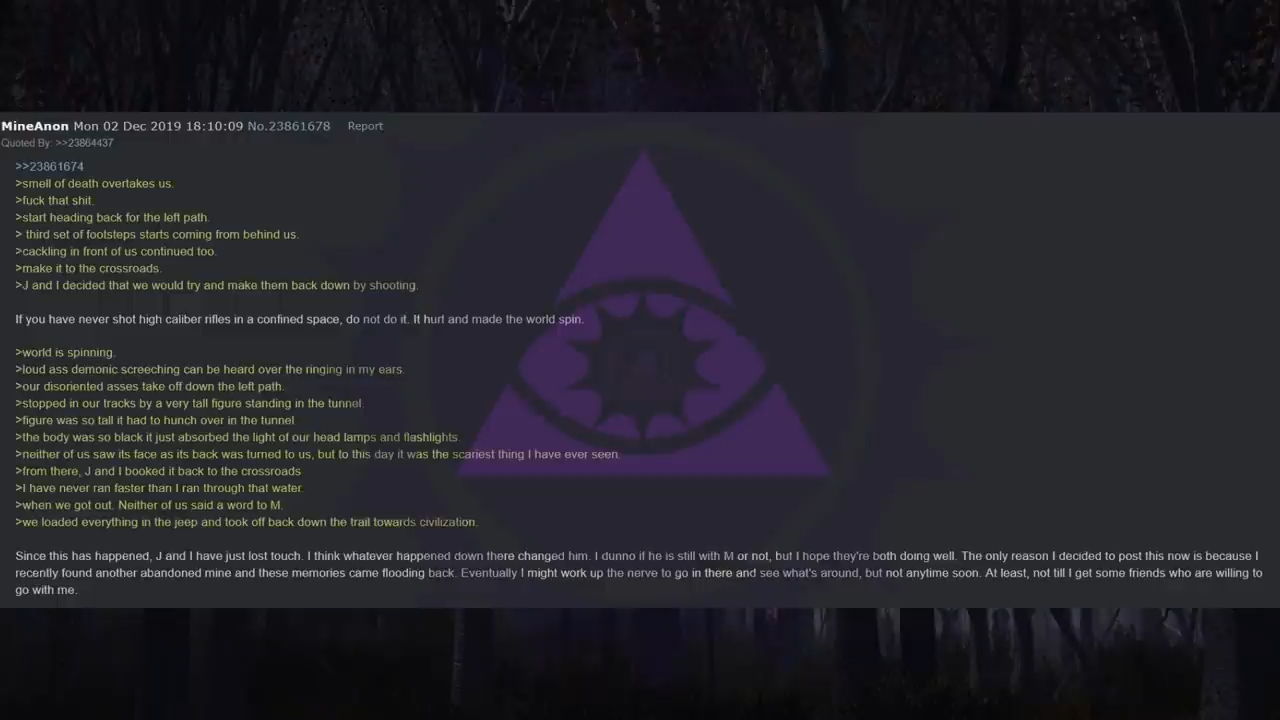 MineAnon Mon 02 Dec 2019 18:10:09 No.23861678 Report
Quoted By: >>23864437
>>23861674
>smell of death overtakes us.
>fuck that shit.
>start heading back for the left path.
> third set of footsteps starts coming from behind us.
>cackling in front of us continued too.
>make it to the crossroads.
>J and I decided that we would try and make them back down by shooting.
If you have never shot high caliber rifles in a confined space, do not do it. It hurt and made the world spin.
>world is spinning.
>loud ass demonic screeching can be heard over the ringing in my ears.
>our disoriented asses take off down the left path.
>stopped in our tracks by a very tall figure standing in the tunnel.
>figure was so tall it had to hunch over in the tunnel
>the body was so black it just absorbed the light of our head lamps and flashlights.
>neither of us saw its face as its back was turned to us, but to this day it was the scariest thing I have ever seen.
>from there, J and I booked it back to the crossroads
>I have never ran faster than I ran through that water.
>when we got out. Neither of us said a word to M.
>we loaded everything in the jeep and took off back down the trail towards civilization.
Since this has happened, J and I have just lost touch. I think whatever happened down there changed him. I dunno if he is still with M or not, but I hope they're both doing well. The only reason I decided to post this now is because I
recently found another abandoned mine and these memories came flooding back. Eventually I might work up the nerve to go in there and see what's around, but not anytime soon. At least, not till I get some friends who are willing to
go with me.